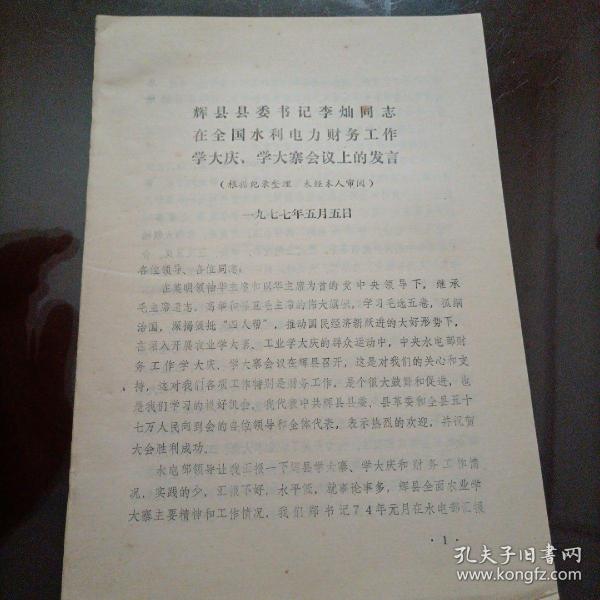 辉县县委书记李灿同志
在全国水利电力财务工作
学大庆、学大寨会议上的发言
（根据纪录整理 未经本人审阅）
一九七七年五月五日
各位领导、各位同志：
在英明领袖华主席和以华主席为首的党中央领导下，继承
毛主席遗志，高举和捍卫毛主席的伟大旗帜，学习毛选五卷，抓纲
治国，深揭狠批“四人帮”，推动国民经济新跃进的大好形势下，
在深入开展农业学大寨、工业学大庆的群众运动中，中央水电部财
务工作学大庆、学大寨会议在辉县召开，这是对我们的关心和支
持，这对我们各项工作特别是财务工作，是个很大鼓舞和促进，也
是我们学习的极好机会。我代表中共辉县县委、县革委和全县五十
七万人民向到会的各位领导和全体代表，表示热烈的欢迎，并祝贺
大会胜利成功。
水电部领导让我汇报一下辉县学大寨、学大庆和财务工作情
况，实践的少，汇报不好，水平低，就事论事多，辉县全面农业学
大寨主要精神和工作情况，我们郑书记74年元月在水电部汇报
·1·
孔夫子旧书网
www.kongfz.com